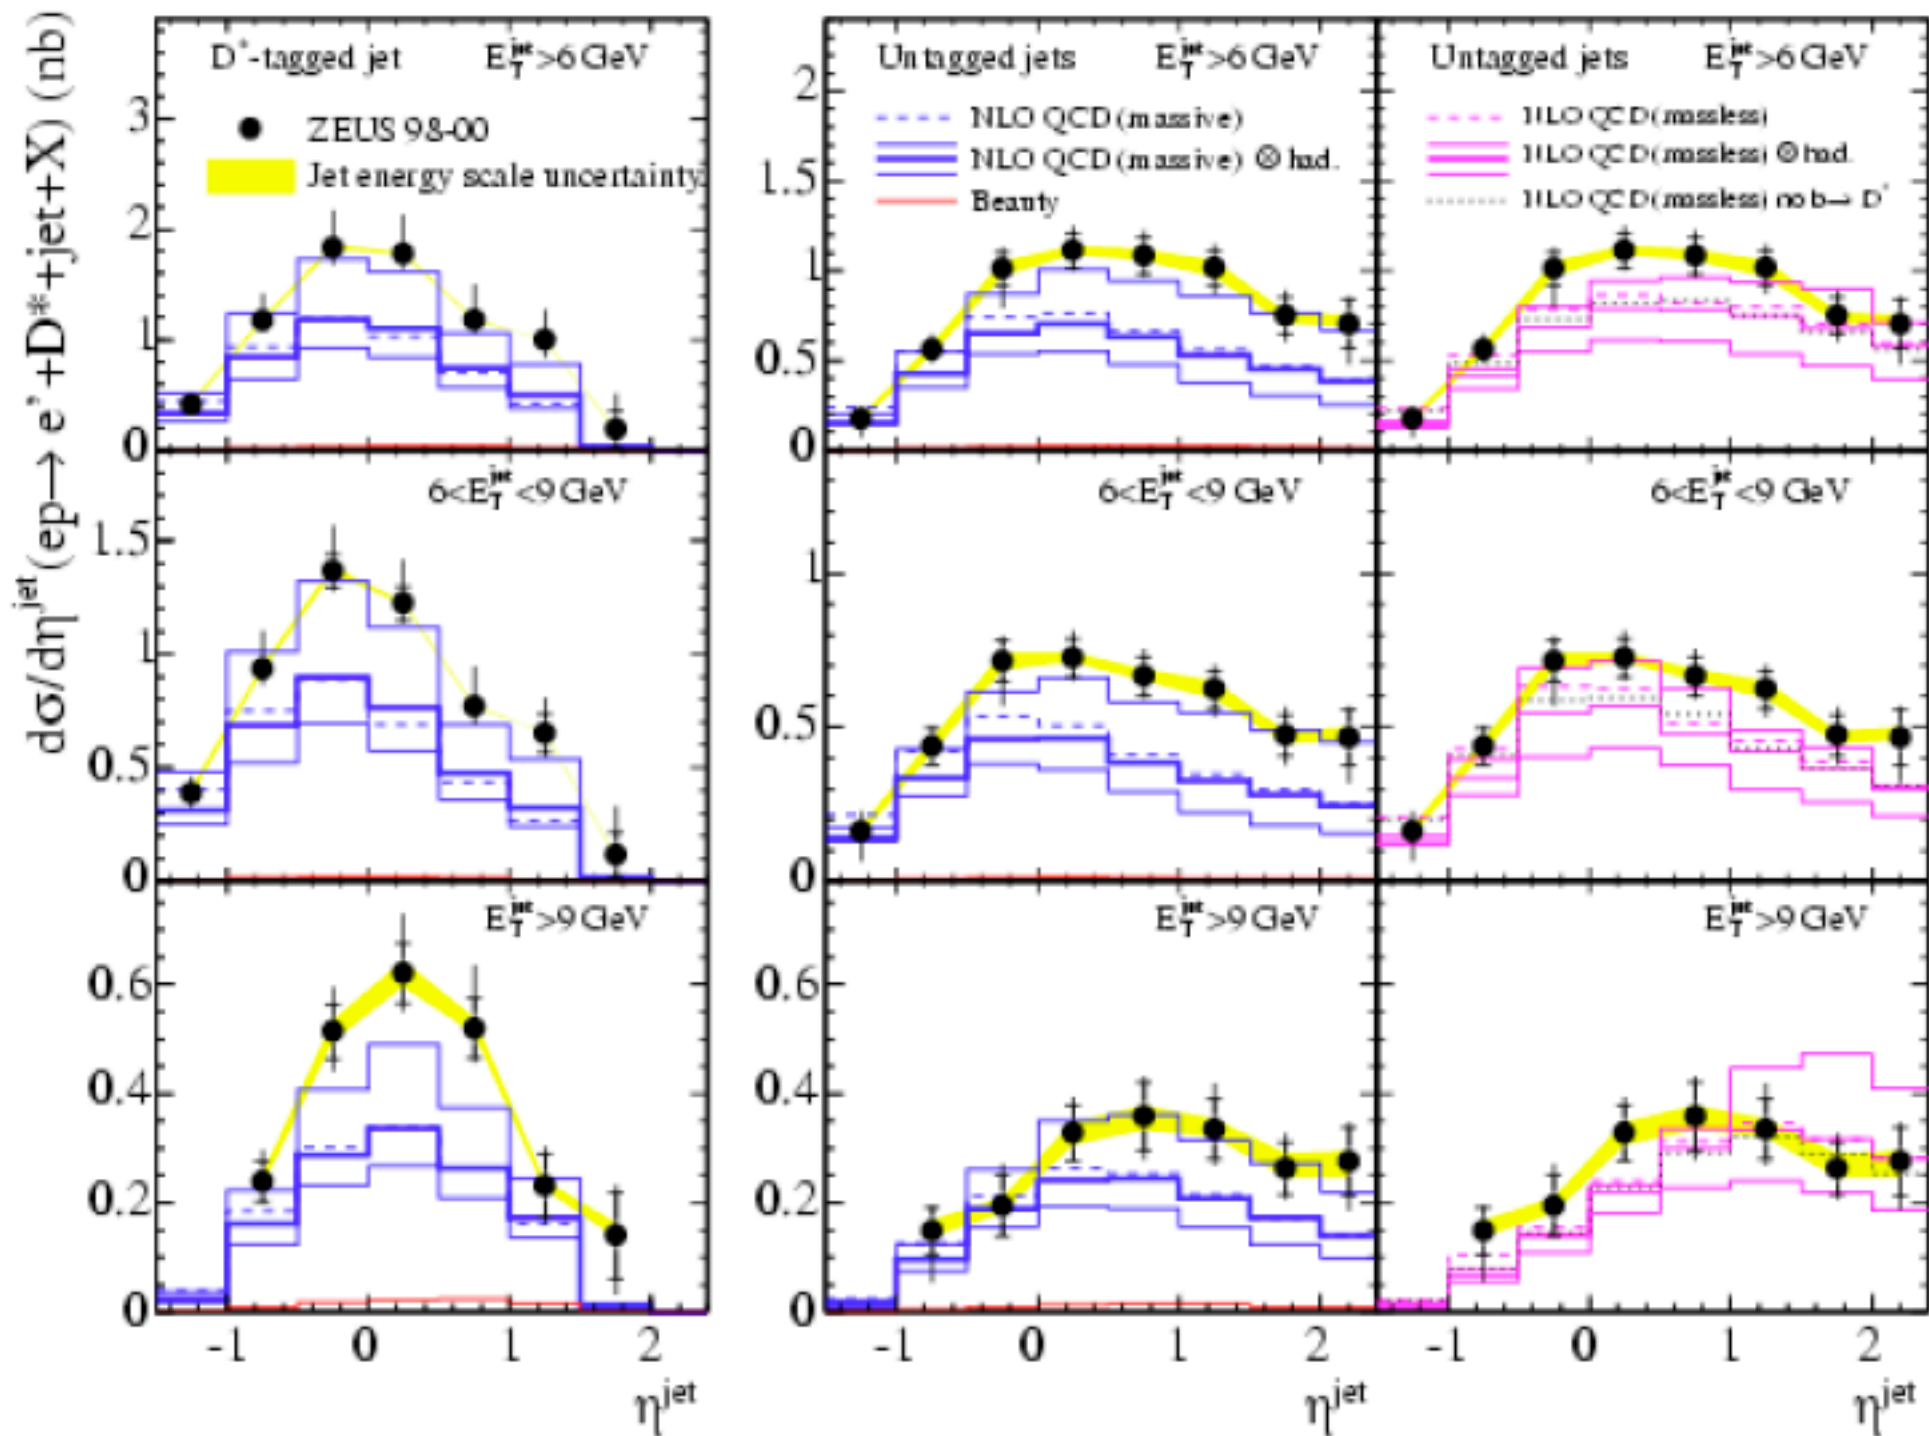 dσ/dη^jet (ep→ e'+D*+jet+X) (nb)
D*-tagged jet E_T^jet>6 GeV
ZEUS 98-00
Jet energy scale uncertainty
3
2
1
0
Untagged jets E_T^jet>6 GeV
NLO QCD (massive)
NLO QCD (massive) ⊗ had.
Beauty
2
1.5
1
0.5
0
Untagged jets E_T^jet>6 GeV
NLO QCD (massless)
NLO QCD (massless) ⊗ had.
NLO QCD (massless) no b→ D*
6<E_T^jet<9 GeV
1.5
1
0.5
0
6<E_T^jet<9 GeV
1
0.5
0
6<E_T^jet<9 GeV
E_T^jet>9 GeV
0.6
0.4
0.2
0
E_T^jet>9 GeV
0.6
0.4
0.2
0
E_T^jet>9 GeV
-1 0 1 2
η^jet
-1 0 1
η^jet
-1 0 1 2
η^jet